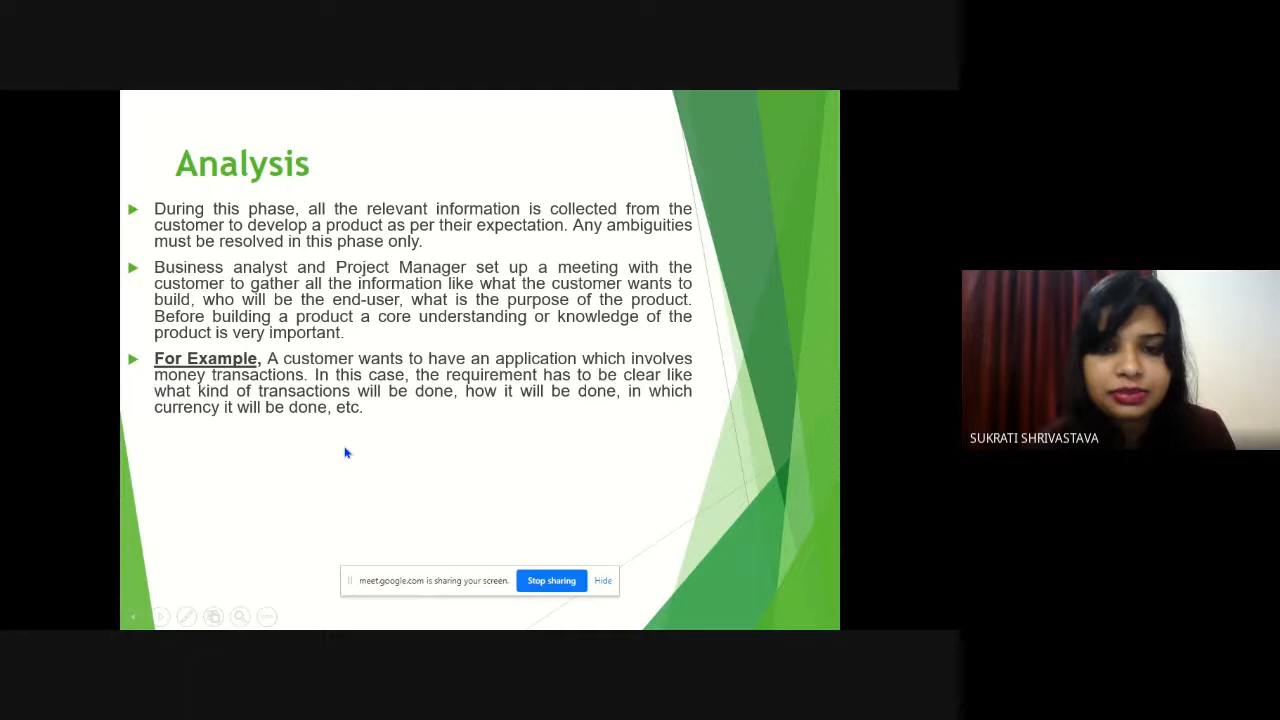 Analysis
During this phase, all the relevant information is collected from the
customer to develop a product as per their expectation. Any ambiguities
must be resolved in this phase only.
Business analyst and Project Manager set up a meeting with the
customer to gather all the information like what the customer wants to
build, who will be the end-user, what is the purpose of the product.
Before building a product a core understanding or knowledge of the
product is very important.
For Example, A customer wants to have an application which involves
money transactions. In this case, the requirement has to be clear like
what kind of transactions will be done, how it will be done, in which
currency it will be done, etc.
meet.google.com is sharing your screen. Stop sharing Hide
SUKRATI SHRIVASTAVA